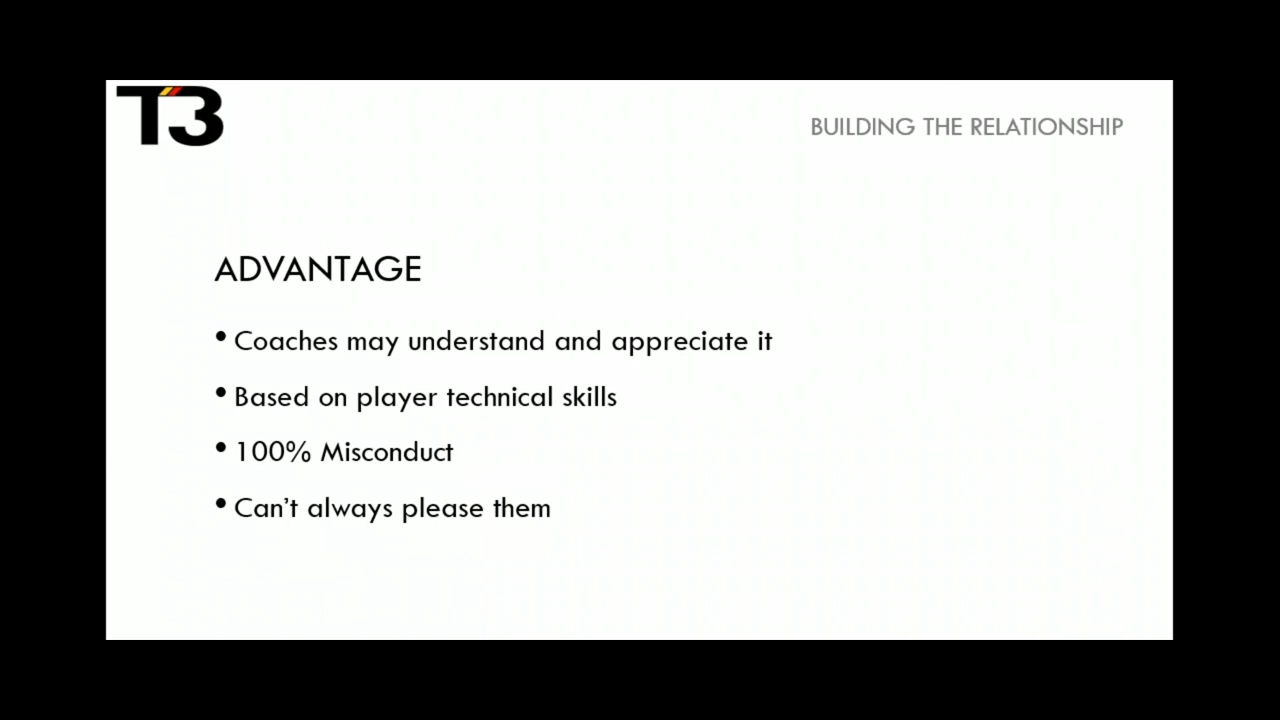 T3
BUILDING THE RELATIONSHIP
ADVANTAGE
• Coaches may understand and appreciate it
• Based on player technical skills
• 100% Misconduct
• Can’t always please them